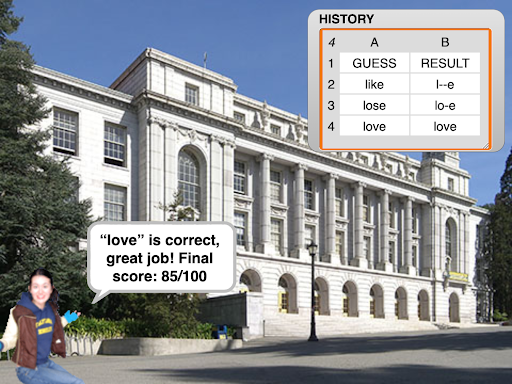 HISTORY
4 A B
1 GUESS RESULT
2 like l--e
3 lose lo-e
4 love love
“love” is correct,
great job! Final
score: 85/100